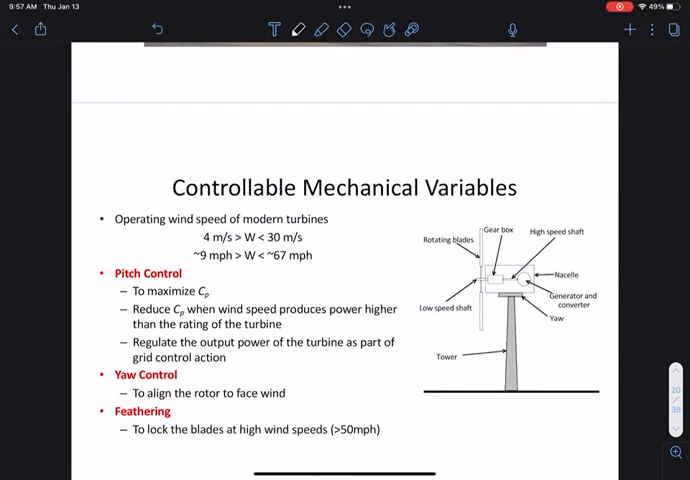 9:57 AM Thu Jan 13
49%
Controllable Mechanical Variables
• Operating wind speed of modern turbines
4 m/s > W < 30 m/s
~9 mph > W < ~67 mph
• Pitch Control
– To maximize Cp
– Reduce Cp when wind speed produces power higher
than the rating of the turbine
– Regulate the output power of the turbine as part of
grid control action
• Yaw Control
– To align the rotor to face wind
• Feathering
– To lock the blades at high wind speeds (>50mph)
Rotating blades
Gear box
High speed shaft
Nacelle
Generator and
converter
Low speed shaft
Yaw
Tower
20
/
38